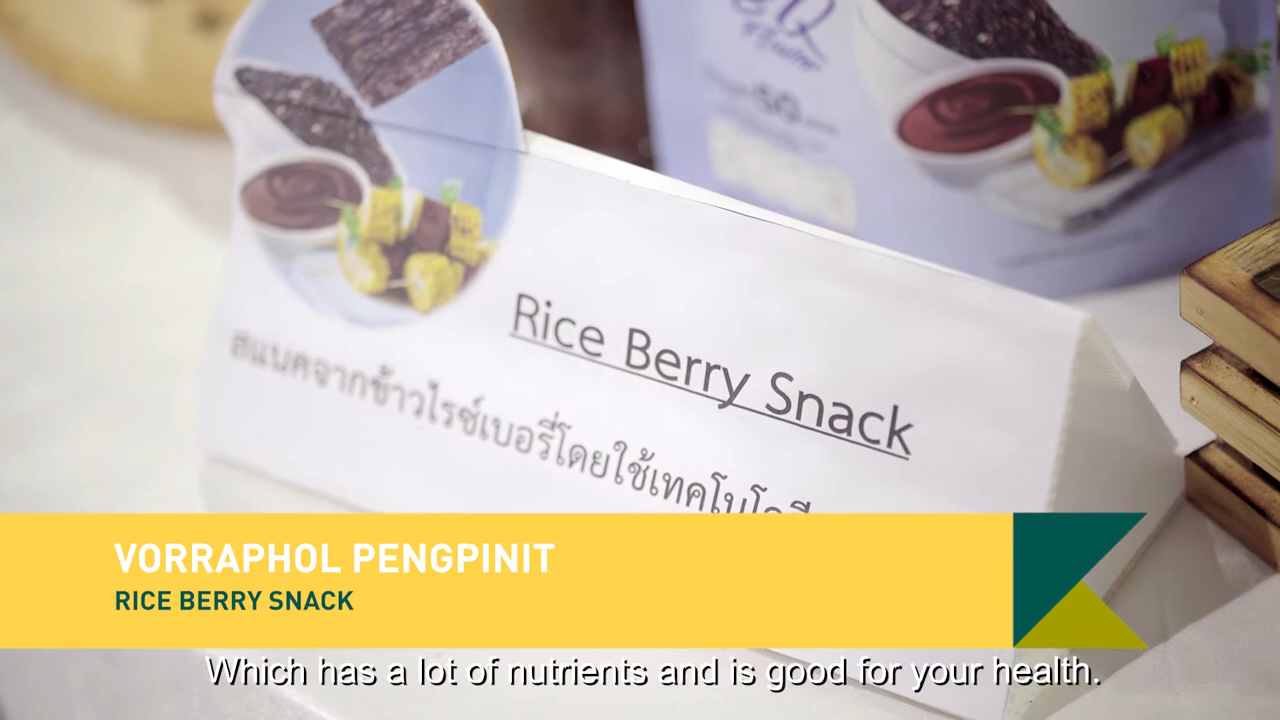 Rice Berry Snack
สแนคจากข้าวไรซ์เบอรี่โดยใช้เทคโนโลยี
VORRAPHOL PENGPINIT
RICE BERRY SNACK
Which has a lot of nutrients and is good for your health.